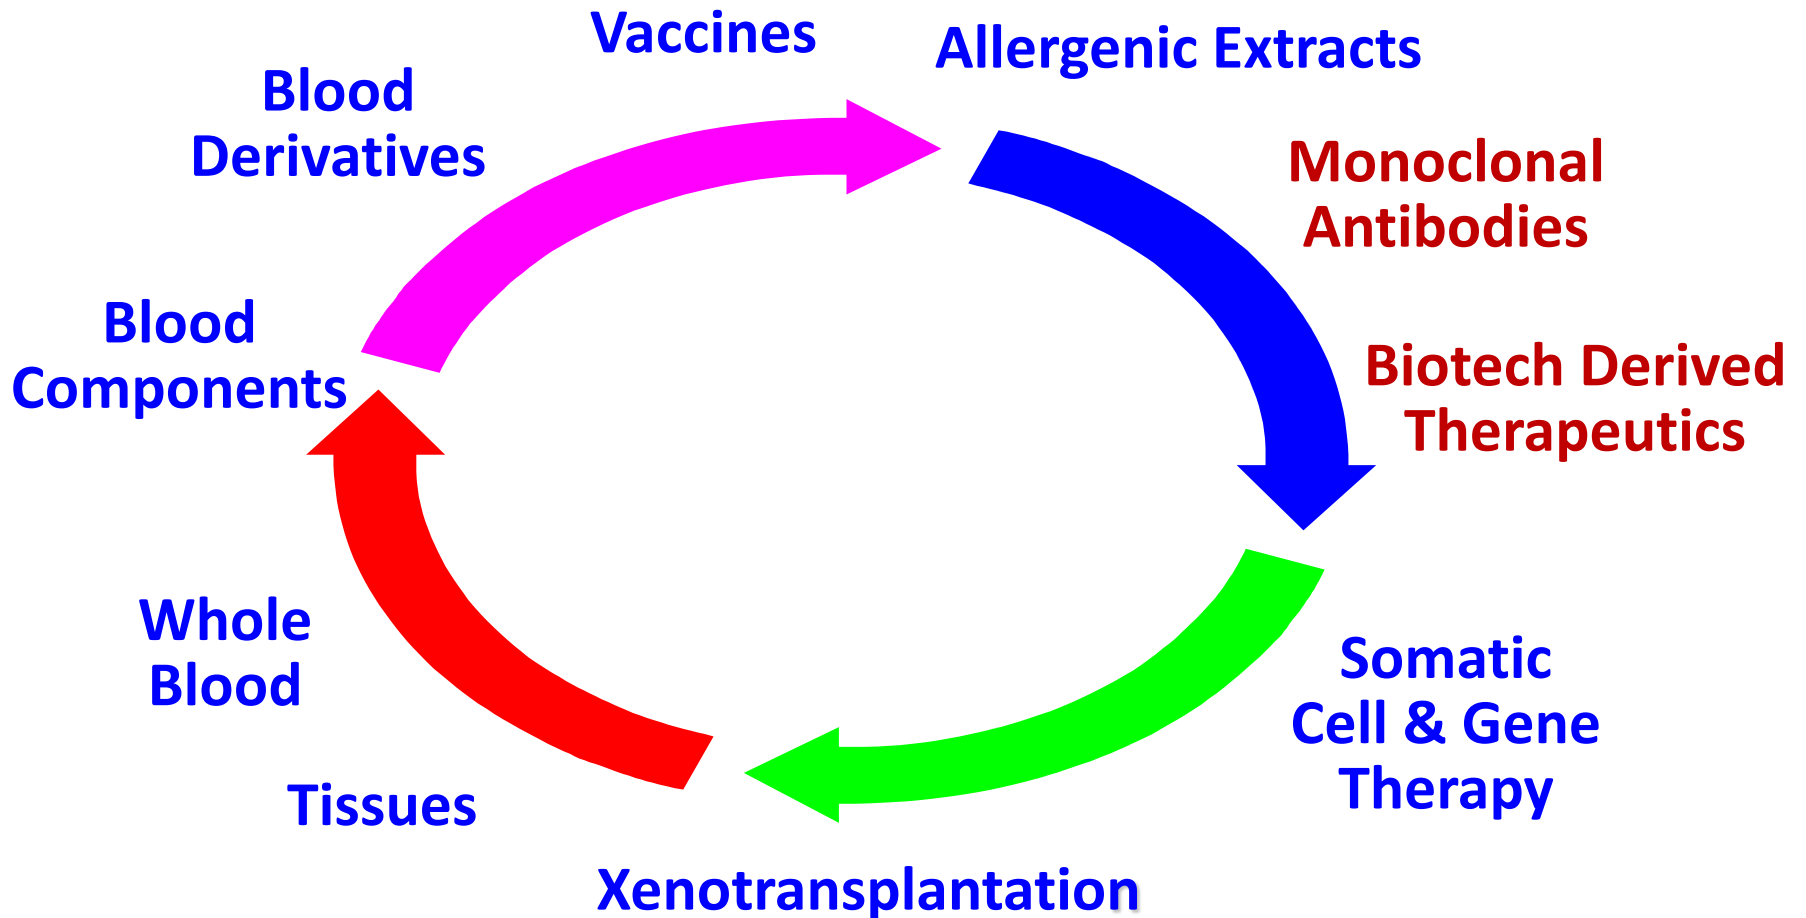 Vaccines
Allergenic Extracts
Blood
Derivatives
Monoclonal
Antibodies
Blood
Components
Biotech Derived
Therapeutics
Whole
Blood
Somatic
Cell & Gene
Therapy
Tissues
Xenotransplantation